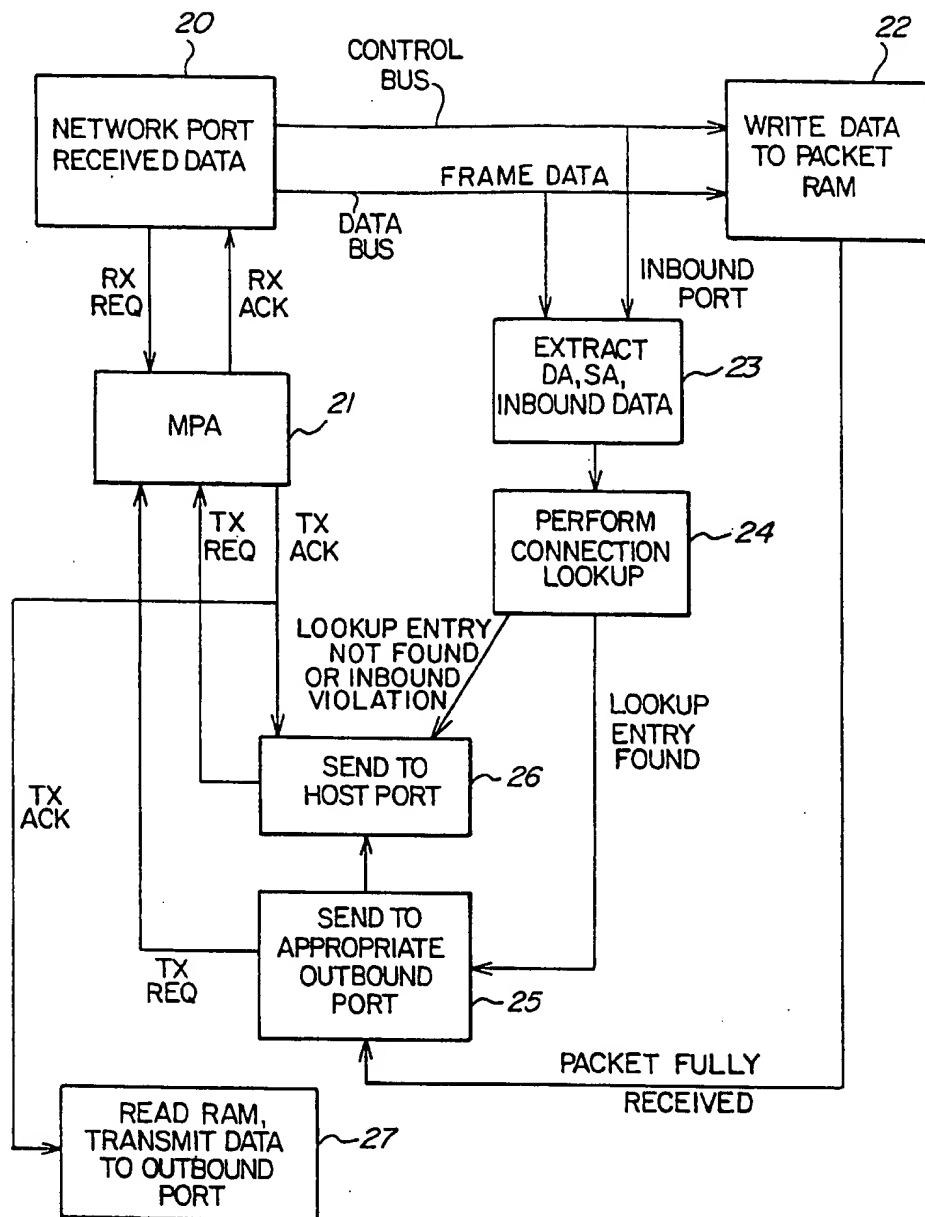 20
CONTROL
BUS
22
NETWORK PORT
RECEIVED DATA
WRITE DATA
TO PACKET
RAM
FRAME DATA
DATA
BUS
RX
REQ
RX
ACK
INBOUND
PORT
EXTRACT
DA, SA,
INBOUND DATA
23
MPA
21
PERFORM
CONNECTION
LOOKUP
24
TX
REQ
TX
ACK
LOOKUP ENTRY
NOT FOUND
OR INBOUND
VIOLATION
LOOKUP
ENTRY
FOUND
SEND TO
HOST PORT
26
TX
ACK
SEND TO
APPROPRIATE
OUTBOUND
PORT
25
TX
REQ
PACKET FULLY
RECEIVED
READ RAM,
TRANSMIT DATA
TO OUTBOUND
PORT
27